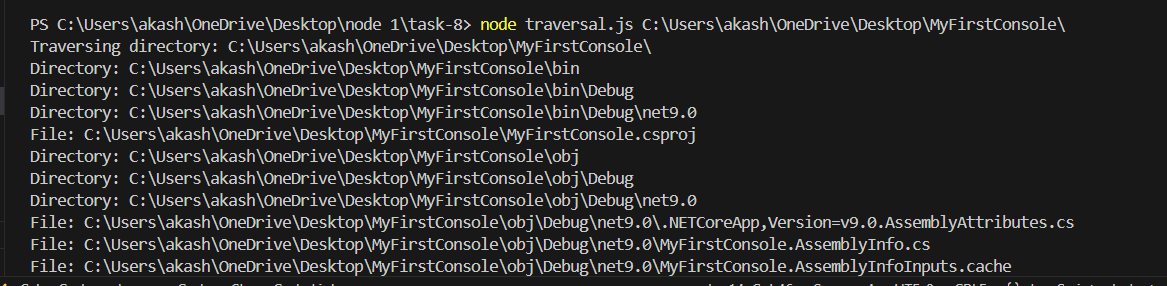 PS C:\Users\akash\OneDrive\Desktop\node 1\task-8> node traversal.js C:\Users\akash\OneDrive\Desktop\MyFirstConsole\
Traversing directory: C:\Users\akash\OneDrive\Desktop\MyFirstConsole\
Directory: C:\Users\akash\OneDrive\Desktop\MyFirstConsole\bin
Directory: C:\Users\akash\OneDrive\Desktop\MyFirstConsole\bin\Debug
Directory: C:\Users\akash\OneDrive\Desktop\MyFirstConsole\bin\Debug\net9.0
File: C:\Users\akash\OneDrive\Desktop\MyFirstConsole\MyFirstConsole.csproj
Directory: C:\Users\akash\OneDrive\Desktop\MyFirstConsole\obj
Directory: C:\Users\akash\OneDrive\Desktop\MyFirstConsole\obj\Debug
Directory: C:\Users\akash\OneDrive\Desktop\MyFirstConsole\obj\Debug\net9.0
File: C:\Users\akash\OneDrive\Desktop\MyFirstConsole\obj\Debug\net9.0\.NETCoreApp,Version=v9.0.AssemblyAttributes.cs
File: C:\Users\akash\OneDrive\Desktop\MyFirstConsole\obj\Debug\net9.0\MyFirstConsole.AssemblyInfo.cs
File: C:\Users\akash\OneDrive\Desktop\MyFirstConsole\obj\Debug\net9.0\MyFirstConsole.AssemblyInfoInputs.cache